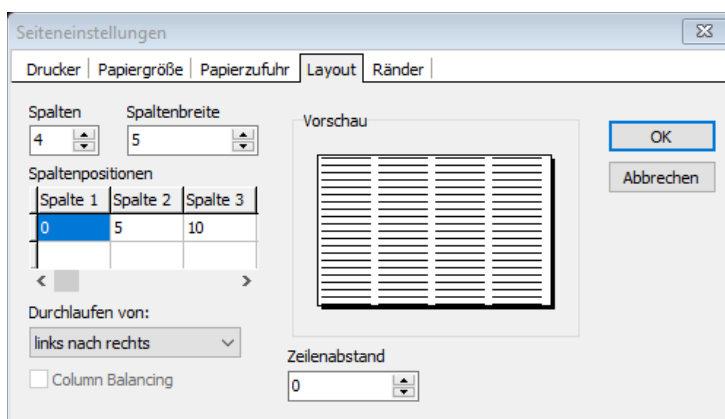 Seiteneinstellungen
Drucker Papiergröße Papierzufuhr Layout Ränder
Spalten Spaltenbreite
4 5
Spaltenpositionen
Spalte 1 Spalte 2 Spalte 3
0 5 10
Durchlaufen von:
links nach rechts
Column Balancing
Vorschau
Zeilenabstand
0
OK
Abbrechen